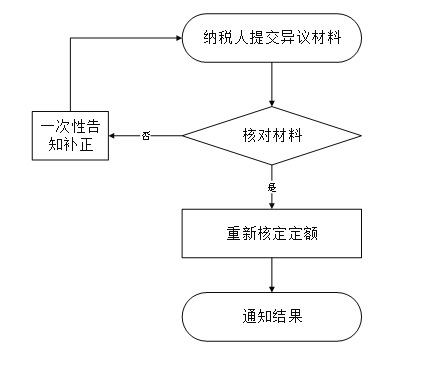 纳税人提交异议材料
一次性告
知补正
否
核对材料
是
重新核定定额
通知结果